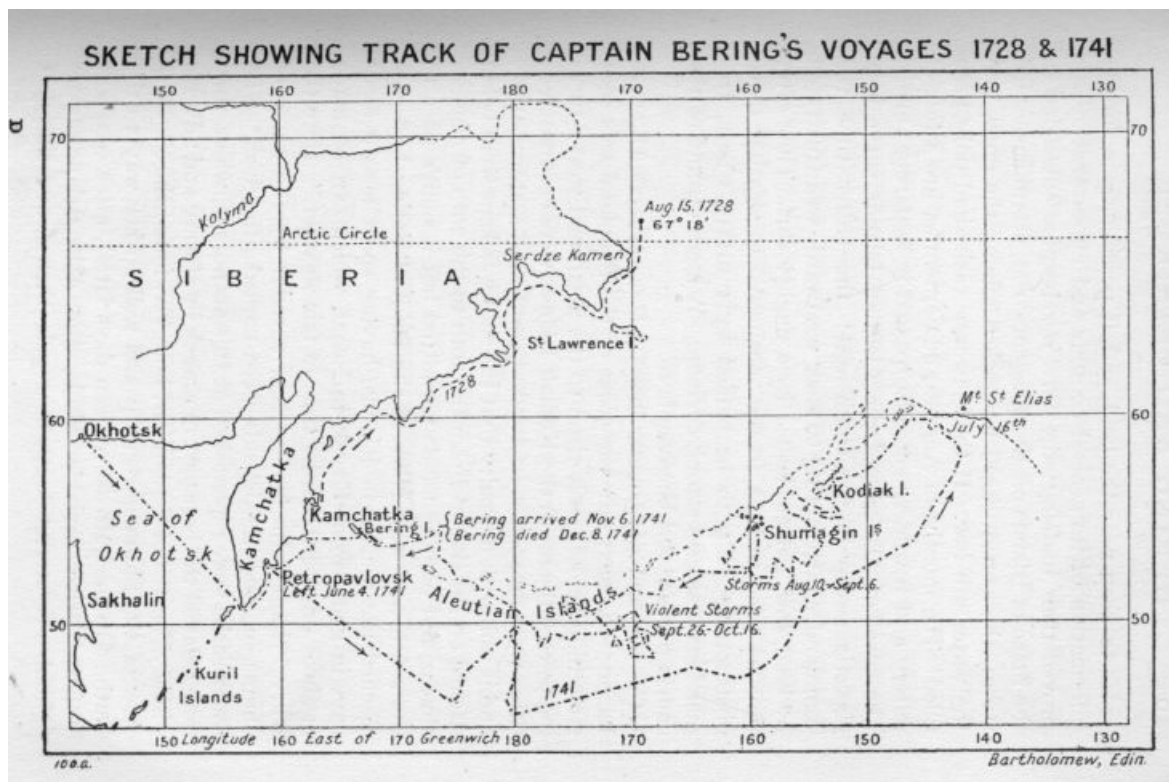 SKETCH SHOWING TRACK OF CAPTAIN BERING'S VOYAGES 1728 & 1741
150 160 170 180 170 160 150 140 130
70 70
Kolyma
Aug 15. 1728
67° 18'
Arctic Circle
SIBERIA
Serdze Kamen
St Lawrence I.
1728
60 60
Mt St Elias
July 16th
Okhotsk
Kamchatka
Sea of
Okhotsk
Kodiak I.
Kamchatka
Bering I.
Bering arrived Nov. 6. 1741
Bering died Dec. 8. 1741
Shumagin Is
Petropavlovsk
Left June 4. 1741
Storms Aug 10.-Sept. 6.
Sakhalin
Aleutian Islands
Violent Storms
Sept. 26.-Oct. 16.
50 50
Kuril
Islands
1741
150 Longitude 160 East of 170 Greenwich 180 170 160 150 140 130
100.a.
Bartholomew, Edin.